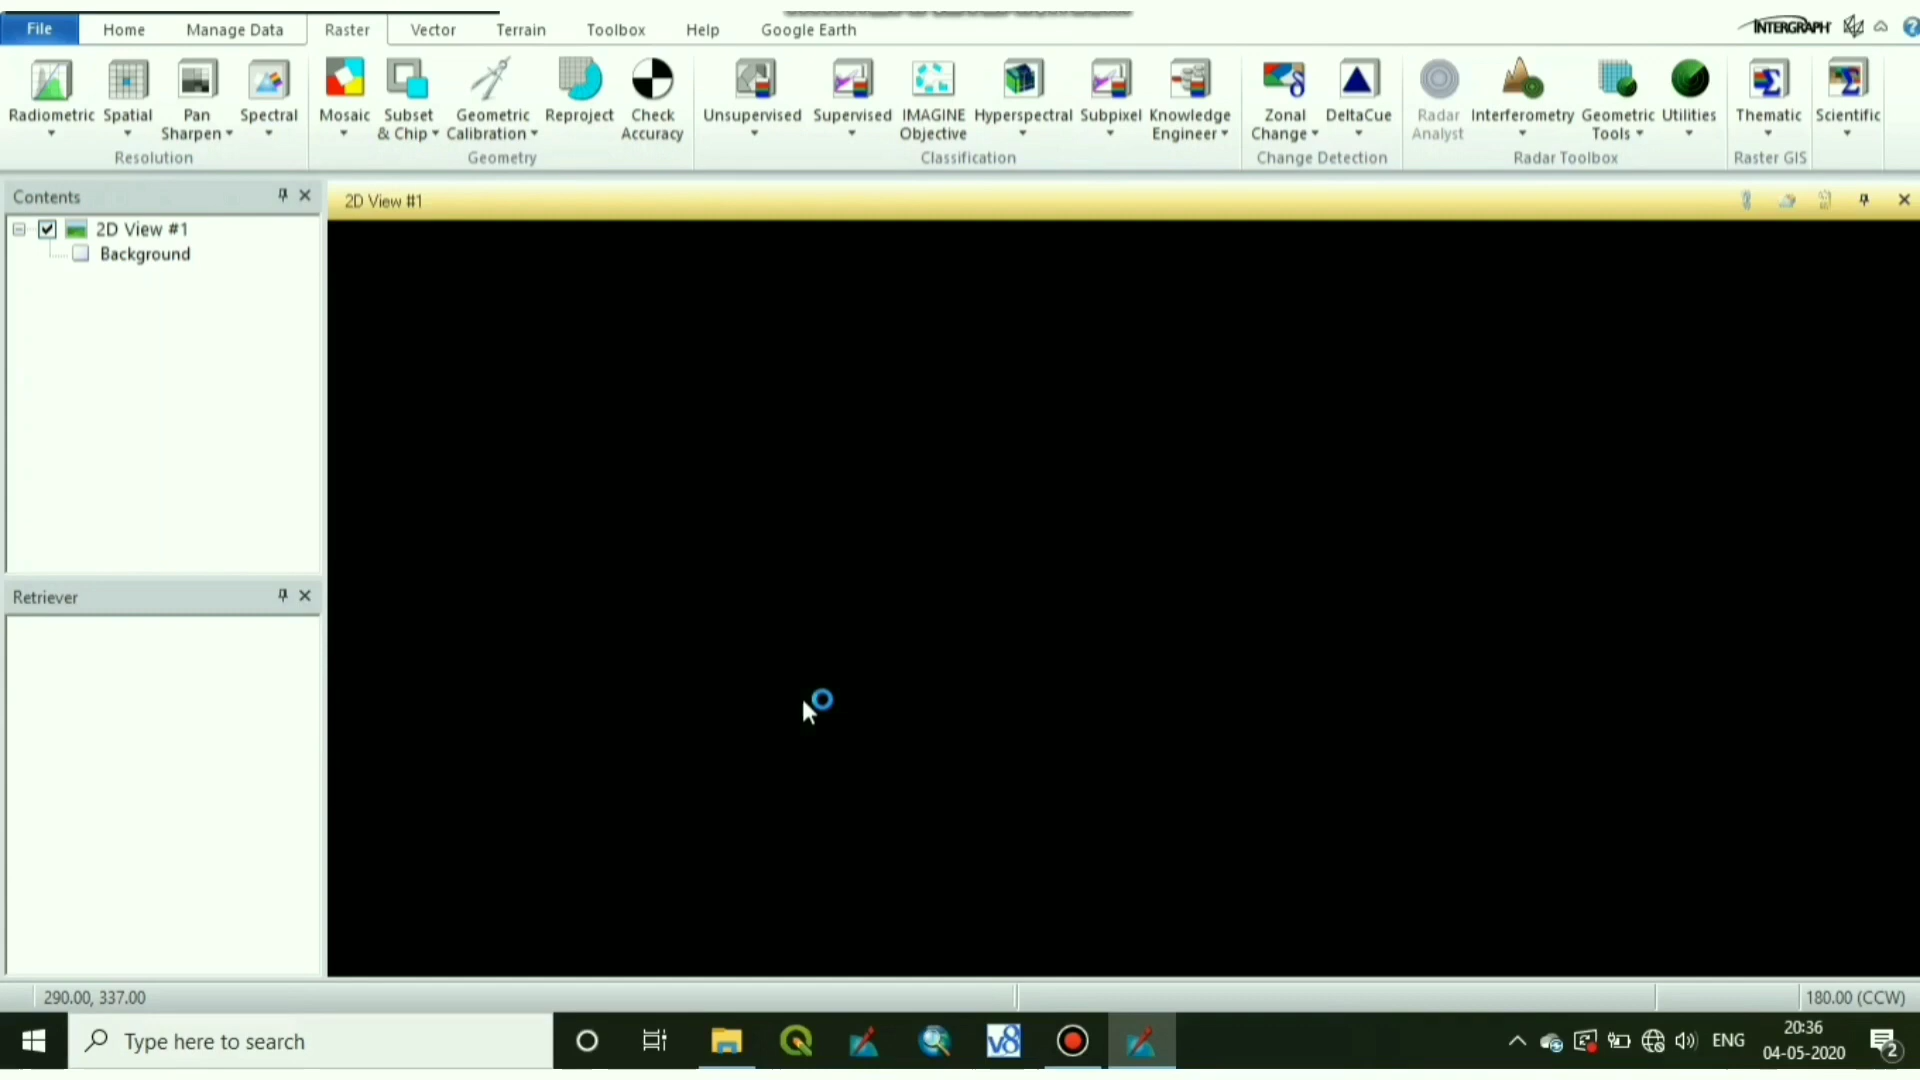 File Home Manage Data Raster Vector Terrain Toolbox Help Google Earth INTERGRAPH
Radiometric Spatial Pan Sharpen Spectral Mosaic Subset & Chip Geometric Calibration Reproject Check Accuracy Unsupervised Supervised IMAGINE Objective Hyperspectral Subpixel Knowledge Engineer Zonal Change DeltaCue Radar Analyst Interferometry Geometric Tools Utilities Thematic Scientific
Resolution Geometry Classification Change Detection Radar Toolbox Raster GIS
Contents
2D View #1
2D View #1
Background
Retriever
290.00, 337.00
180.00 (CCW)
Type here to search
V8
ENG
20:36
04-05-2020
2